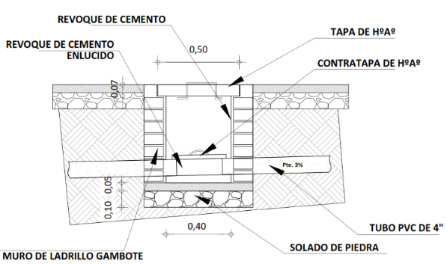 REVOQUE DE CEMENTO
TAPA DE HºAº
REVOQUE DE CEMENTO
ENLUCIDO
0,50
CONTRATAPA DE HºAº
0,07
Pte. 3%
0,05
0,10
0,40
TUBO PVC DE 4"
SOLADO DE PIEDRA
MURO DE LADRILLO GAMBOTE